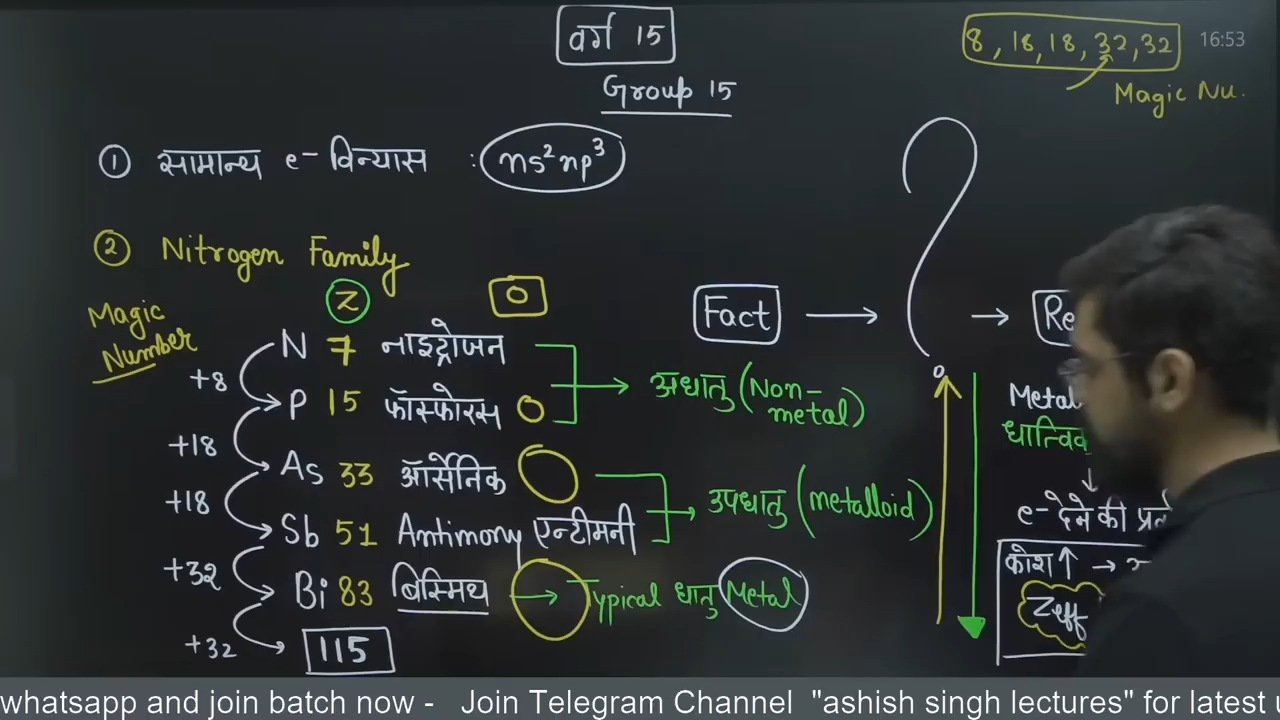 वर्ग 15
Group 15
8, 18, 18, 32, 32
16:53
Magic Nu.
① सामान्य e- विन्यास : ns²np³
② Nitrogen Family
Magic Number
Z
O
Fact → → Re
N 7 नाइट्रोजन
+8
P 15 फॉस्फोरस
अधातु (Non-metal)
+18
As 33 ऑर्सेनिक
+18
Sb 51 Antimony एन्टीमनी
उपधातु (metalloid)
+32
Bi 83 बिस्मिथ → Typical धातु Metal
+32
115
Metal
धात्विक
e- देने की
कोश ↑ →
Zeff
whatsapp and join batch now - Join Telegram Channel "ashish singh lectures" for latest u